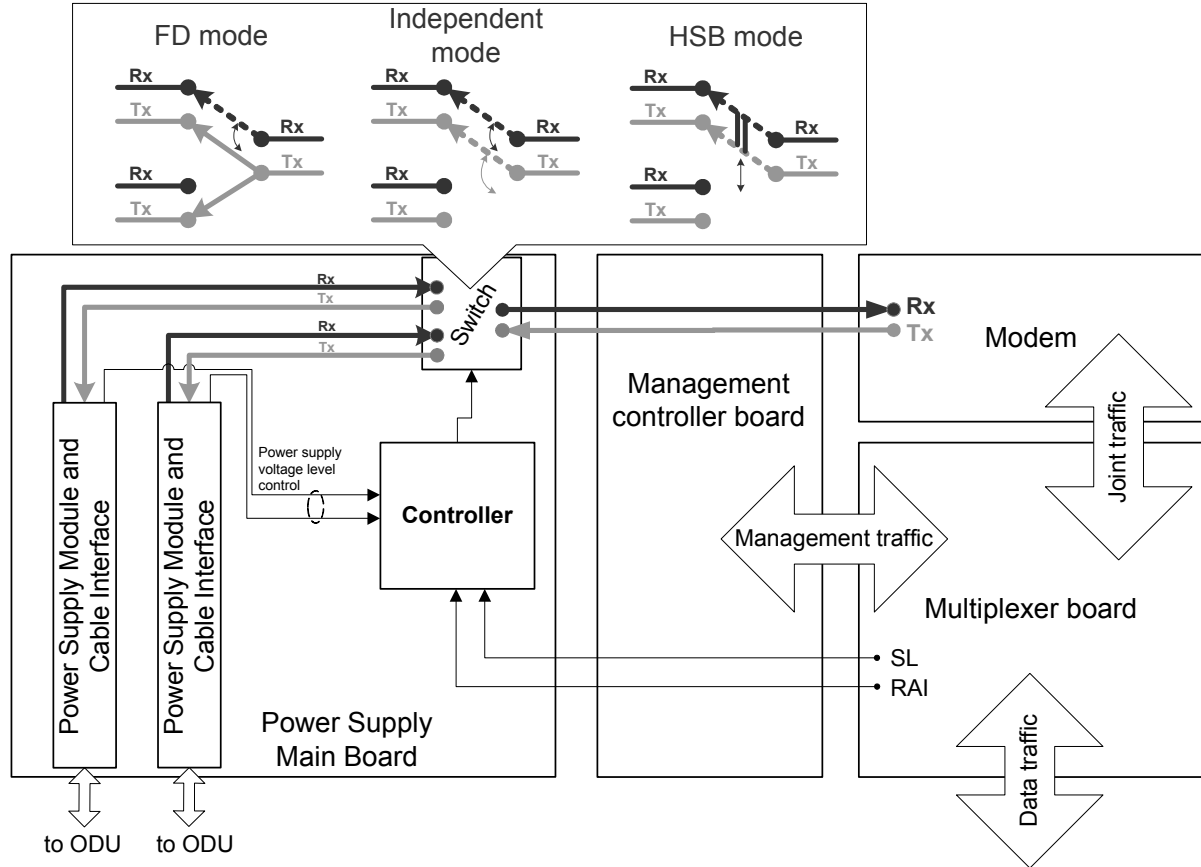 FD mode
Independent
mode
HSB mode
Rx
Tx
Rx
Tx
Rx
Tx
Rx
Tx
Rx
Tx
Rx
Tx
Rx
Tx
Rx
Tx
Rx
Tx
Rx
Tx
Rx
Tx
Switch
Rx
Tx
Modem
Management
controller board
Joint traffic
Power supply
voltage level
control
Controller
Power Supply Module and
Cable Interface
Power Supply Module and
Cable Interface
Management traffic
Multiplexer board
SL
RAI
Power Supply
Main Board
Data traffic
to ODU
to ODU